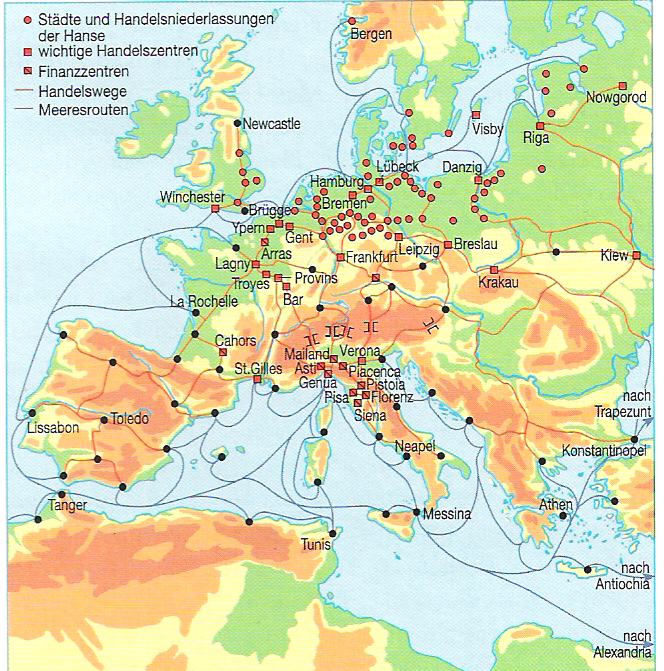 Städte und Handelsniederlassungen
der Hanse
wichtige Handelszentren
Finanzzentren
Handelswege
Meeresrouten
Bergen
Nowgorod
Newcastle
Visby
Riga
Lübeck
Danzig
Hamburg
Winchester
Bremen
Brügge
Ypern
Gent
Arras
Leipzig
Breslau
Lagny
Frankfurt
Kiew
Troyes
Provins
Krakau
Bar
La Rochelle
Cahors
Mailand
Verona
St.Gilles
Asti
Piacenca
Genua
Pistoia
Pisa
Florenz
Siena
nach
Trapezunt
Lissabon
Toledo
Neapel
Konstantinopel
Tanger
Messina
Athen
Tunis
nach
Antiochia
nach
Alexandria